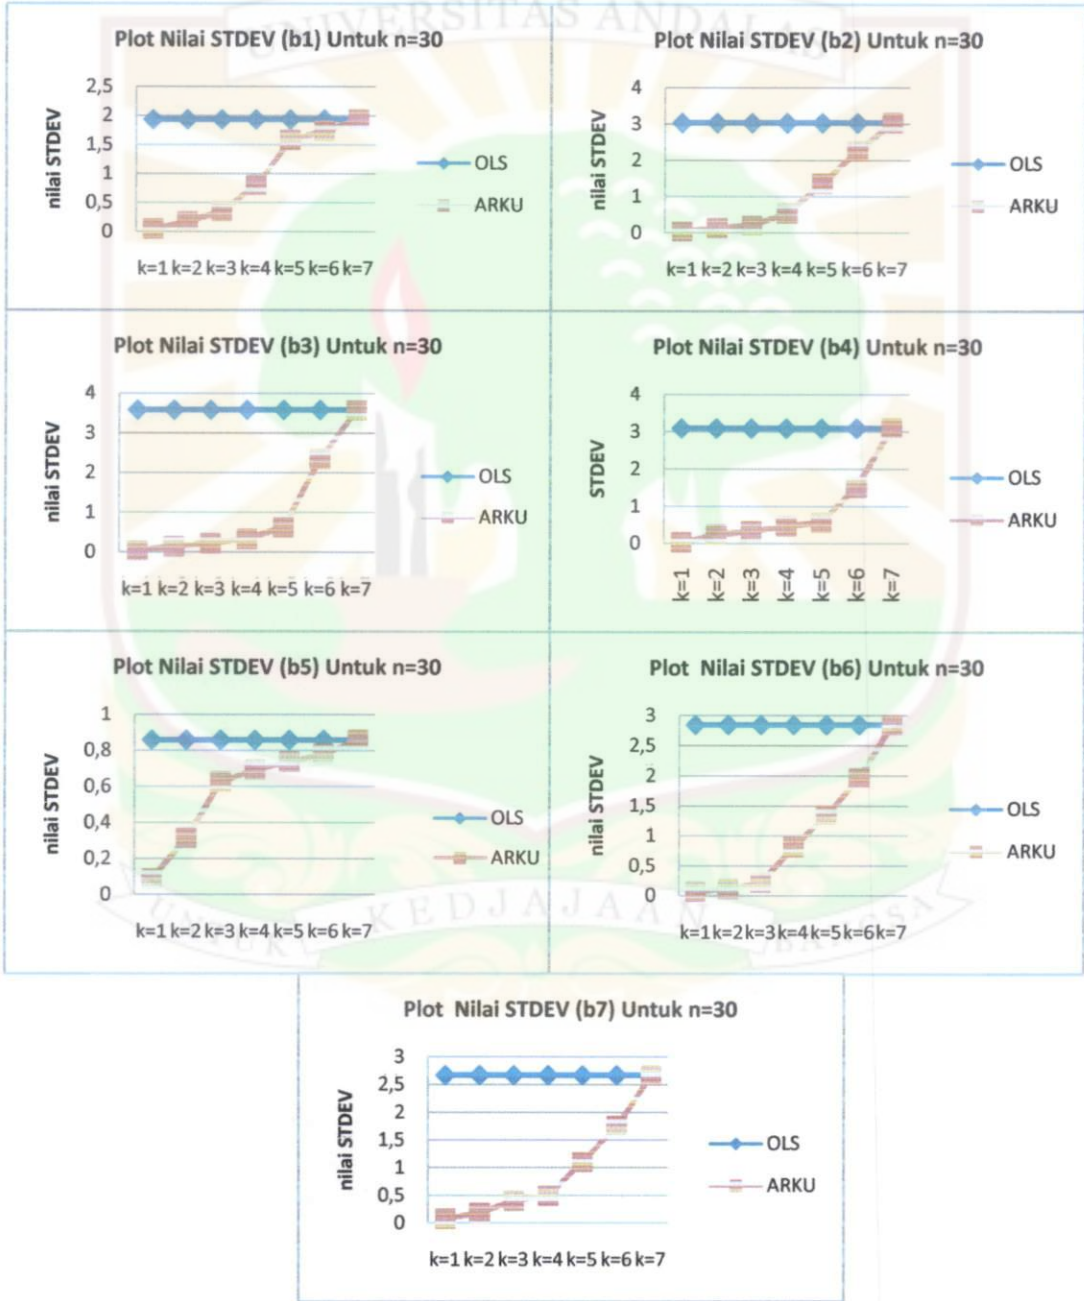 UNIVERSITAS ANDALAS
Plot Nilai STDEV (b1) Untuk n=30
nilai STDEV
2,5
2
1,5
1
0,5
0
k=1 k=2 k=3 k=4 k=5 k=6 k=7
OLS
ARKU
Plot Nilai STDEV (b2) Untuk n=30
nilai STDEV
4
3
2
1
0
k=1 k=2 k=3 k=4 k=5 k=6 k=7
OLS
ARKU
Plot Nilai STDEV (b3) Untuk n=30
nilai STDEV
4
3
2
1
0
k=1 k=2 k=3 k=4 k=5 k=6 k=7
OLS
ARKU
Plot Nilai STDEV (b4) Untuk n=30
STDEV
4
3
2
1
0
k=1 k=2 k=3 k=4 k=5 k=6 k=7
OLS
ARKU
Plot Nilai STDEV (b5) Untuk n=30
nilai STDEV
1
0,8
0,6
0,4
0,2
0
k=1 k=2 k=3 k=4 k=5 k=6 k=7
OLS
ARKU
Plot Nilai STDEV (b6) Untuk n=30
nilai STDEV
3
2,5
2
1,5
1
0,5
0
k=1 k=2 k=3 k=4 k=5 k=6 k=7
OLS
ARKU
UNTUK KEDJAJAAN BANGSA
Plot Nilai STDEV (b7) Untuk n=30
nilai STDEV
3
2,5
2
1,5
1
0,5
0
k=1 k=2 k=3 k=4 k=5 k=6 k=7
OLS
ARKU